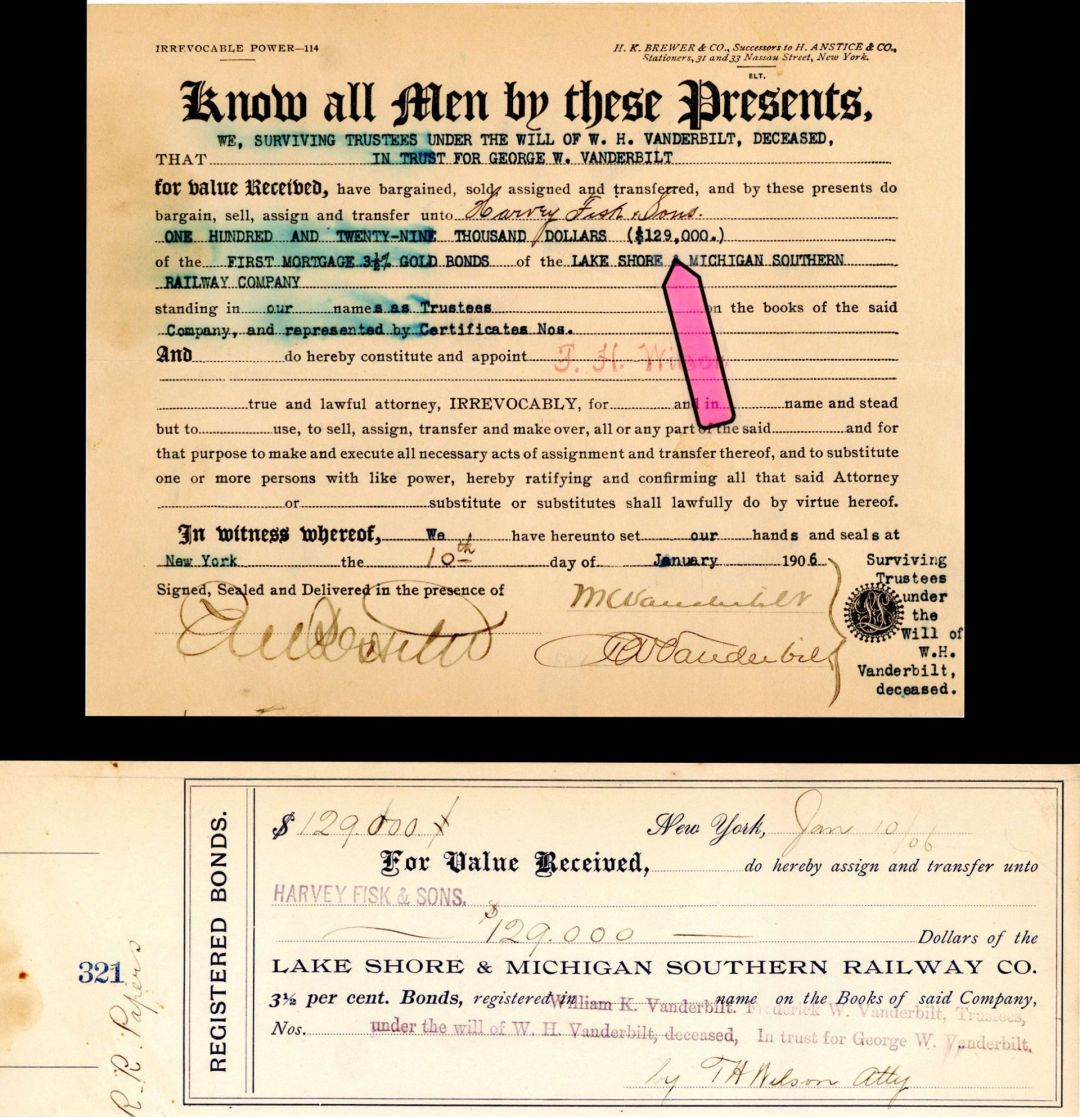 IRREVOCABLE POWER—114
H. K. BREWER & CO., Successors to H. ANSTICE & CO.,
Stationers, 31 and 33 Nassau Street, New York.
ELT.
Know all Men by these Presents,
WE, SURVIVING TRUSTEES UNDER THE WILL OF W. H. VANDERBILT, DECEASED,
THAT IN TRUST FOR GEORGE W. VANDERBILT
for value Received, have bargained, sold, assigned and transferred, and by these presents do
bargain, sell, assign and transfer unto Harvey Fisk & Sons.
ONE HUNDRED AND TWENTY-NINE THOUSAND DOLLARS ($129,000.)
of the FIRST MORTGAGE 3½% GOLD BONDS of the LAKE SHORE & MICHIGAN SOUTHERN
RAILWAY COMPANY
standing in our names as Trustees on the books of the said
Company, and represented by Certificates Nos.
And do hereby constitute and appoint F. H. Wilson
true and lawful attorney, IRREVOCABLY, for and in name and stead
but to use, to sell, assign, transfer and make over, all or any part of the said and for
that purpose to make and execute all necessary acts of assignment and transfer thereof, and to substitute
one or more persons with like power, hereby ratifying and confirming all that said Attorney
or substitute or substitutes shall lawfully do by virtue hereof.
In witness whereof, We have hereunto set our hands and seals at
New York the 10th day of January 1906
Signed, Sealed and Delivered in the presence of
WKVanderbilt
FWVanderbilt
Surviving
Trustees
under
the
Will of
W.H.
Vanderbilt,
deceased.
REGISTERED BONDS.
321
R. R. Papers
$129.000
New York, Jan 10/06
For Value Received, do hereby assign and transfer unto
HARVEY FISK & SONS.
$129.000 Dollars of the
LAKE SHORE & MICHIGAN SOUTHERN RAILWAY CO.
3½ per cent. Bonds, registered in name on the Books of said Company,
William K. Vanderbilt. Frederick W. Vanderbilt, Trustees,
Nos. under the will of W. H. Vanderbilt, deceased, In trust for George W. Vanderbilt.
by FHWilson Atty